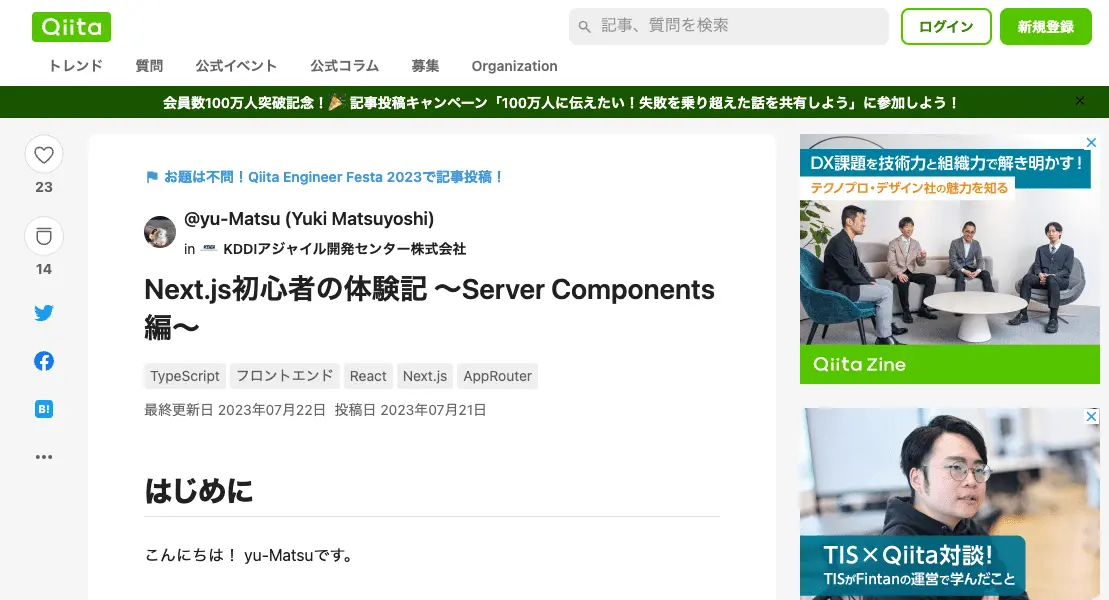 Qiita
記事、質問を検索
ログイン
新規登録
トレンド 質問 公式イベント 公式コラム 募集 Organization
会員数100万人突破記念！🎉 記事投稿キャンペーン「100万人に伝えたい！失敗を乗り越えた話を共有しよう」に参加しよう！
23
14
B!
お題は不問！Qiita Engineer Festa 2023で記事投稿！
@yu-Matsu (Yuki Matsuyoshi)
in KDDIアジャイル開発センター株式会社
Next.js初心者の体験記 〜Server Components
編〜
TypeScript フロントエンド React Next.js AppRouter
最終更新日 2023年07月22日 投稿日 2023年07月21日
はじめに
こんにちは！ yu-Matsuです。
DX課題を技術力と組織力で解き明かす！
テクノプロ・デザイン社の魅力を知る
Qiita Zine
TIS×Qiita対談!
TISがFintanの運営で学んだこと